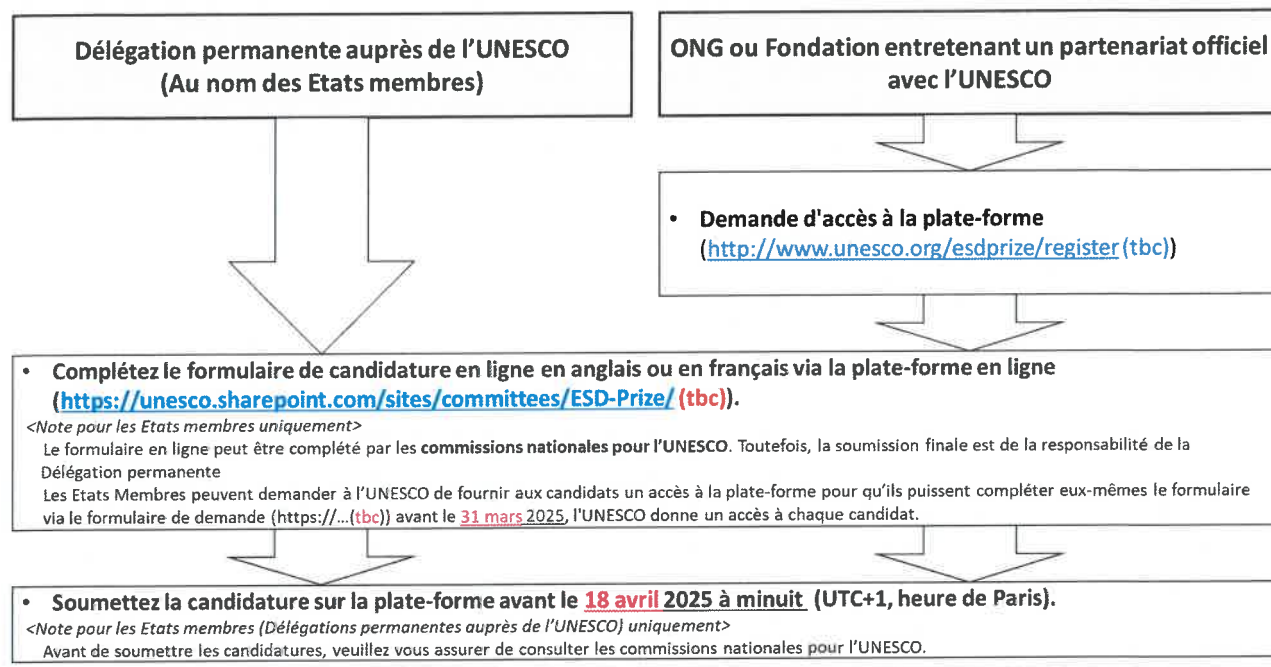 Délégation permanente auprès de l'UNESCO
(Au nom des Etats membres)
ONG ou Fondation entretenant un partenariat officiel
avec l'UNESCO
• Demande d'accès à la plate-forme
(http://www.unesco.org/esdprize/register (tbc))
• Complétez le formulaire de candidature en ligne en anglais ou en français via la plate-forme en ligne
(https://unesco.sharepoint.com/sites/committees/ESD-Prize/ (tbc)).
<Note pour les Etats membres uniquement>
Le formulaire en ligne peut être complété par les commissions nationales pour l'UNESCO. Toutefois, la soumission finale est de la responsabilité de la
Délégation permanente
Les Etats Membres peuvent demander à l'UNESCO de fournir aux candidats un accès à la plate-forme pour qu'ils puissent compléter eux-mêmes le formulaire
via le formulaire de demande (https://...(tbc)) avant le 31 mars 2025, l'UNESCO donne un accès à chaque candidat.
• Soumettez la candidature sur la plate-forme avant le 18 avril 2025 à minuit (UTC+1, heure de Paris).
<Note pour les Etats membres (Délégations permanentes auprès de l'UNESCO) uniquement>
Avant de soumettre les candidatures, veuillez vous assurer de consulter les commissions nationales pour l'UNESCO.